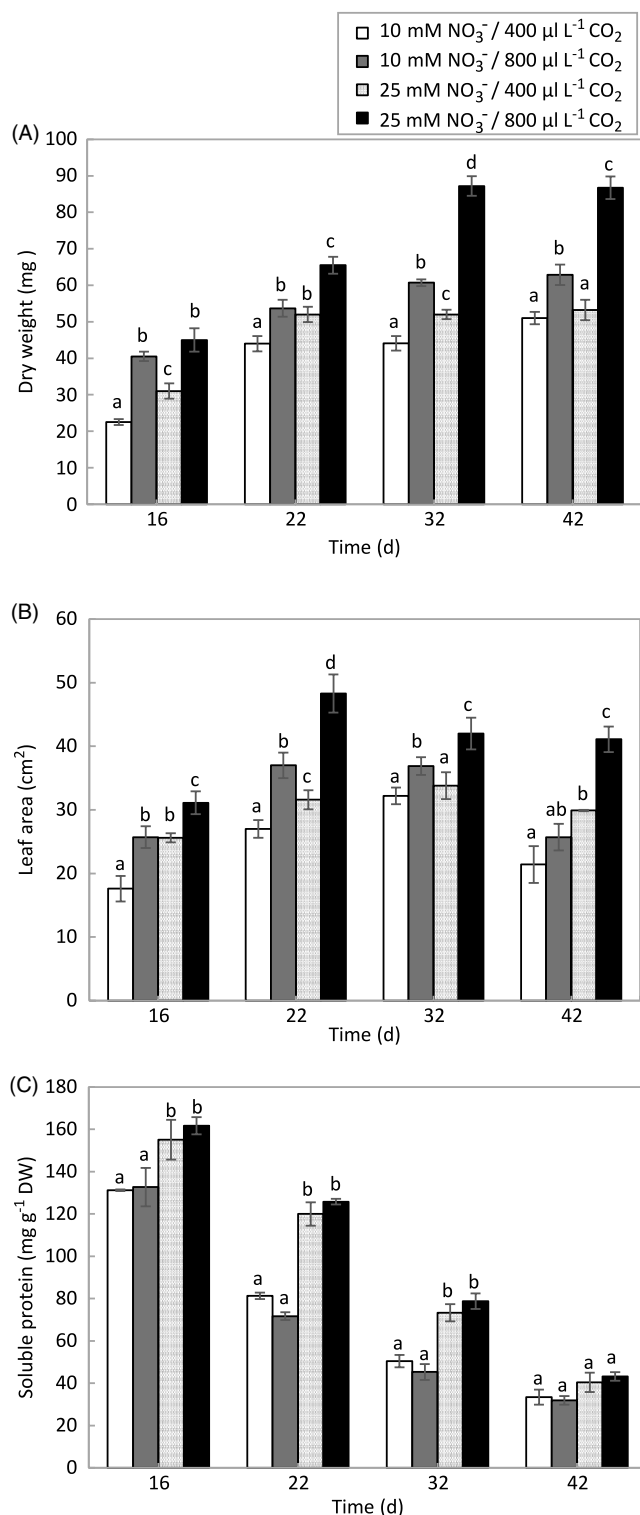 10 mM NO₃⁻ / 400 µl L⁻¹ CO₂
10 mM NO₃⁻ / 800 µl L⁻¹ CO₂
25 mM NO₃⁻ / 400 µl L⁻¹ CO₂
25 mM NO₃⁻ / 800 µl L⁻¹ CO₂
(A)
Dry weight (mg )
100
90
80
70
60
50
40
30
20
10
0
a b c b
a b b c
a b c d
a b a c
16 22 32 42
Time (d)
(B)
Leaf area (cm²)
60
50
40
30
20
10
0
a b b c
a b c d
a b a c
a ab b c
16 22 32 42
Time (d)
(C)
Soluble protein (mg g⁻¹ DW)
180
160
140
120
100
80
60
40
20
0
a a b b
a a b b
a a b b
a a a a
16 22 32 42
Time (d)